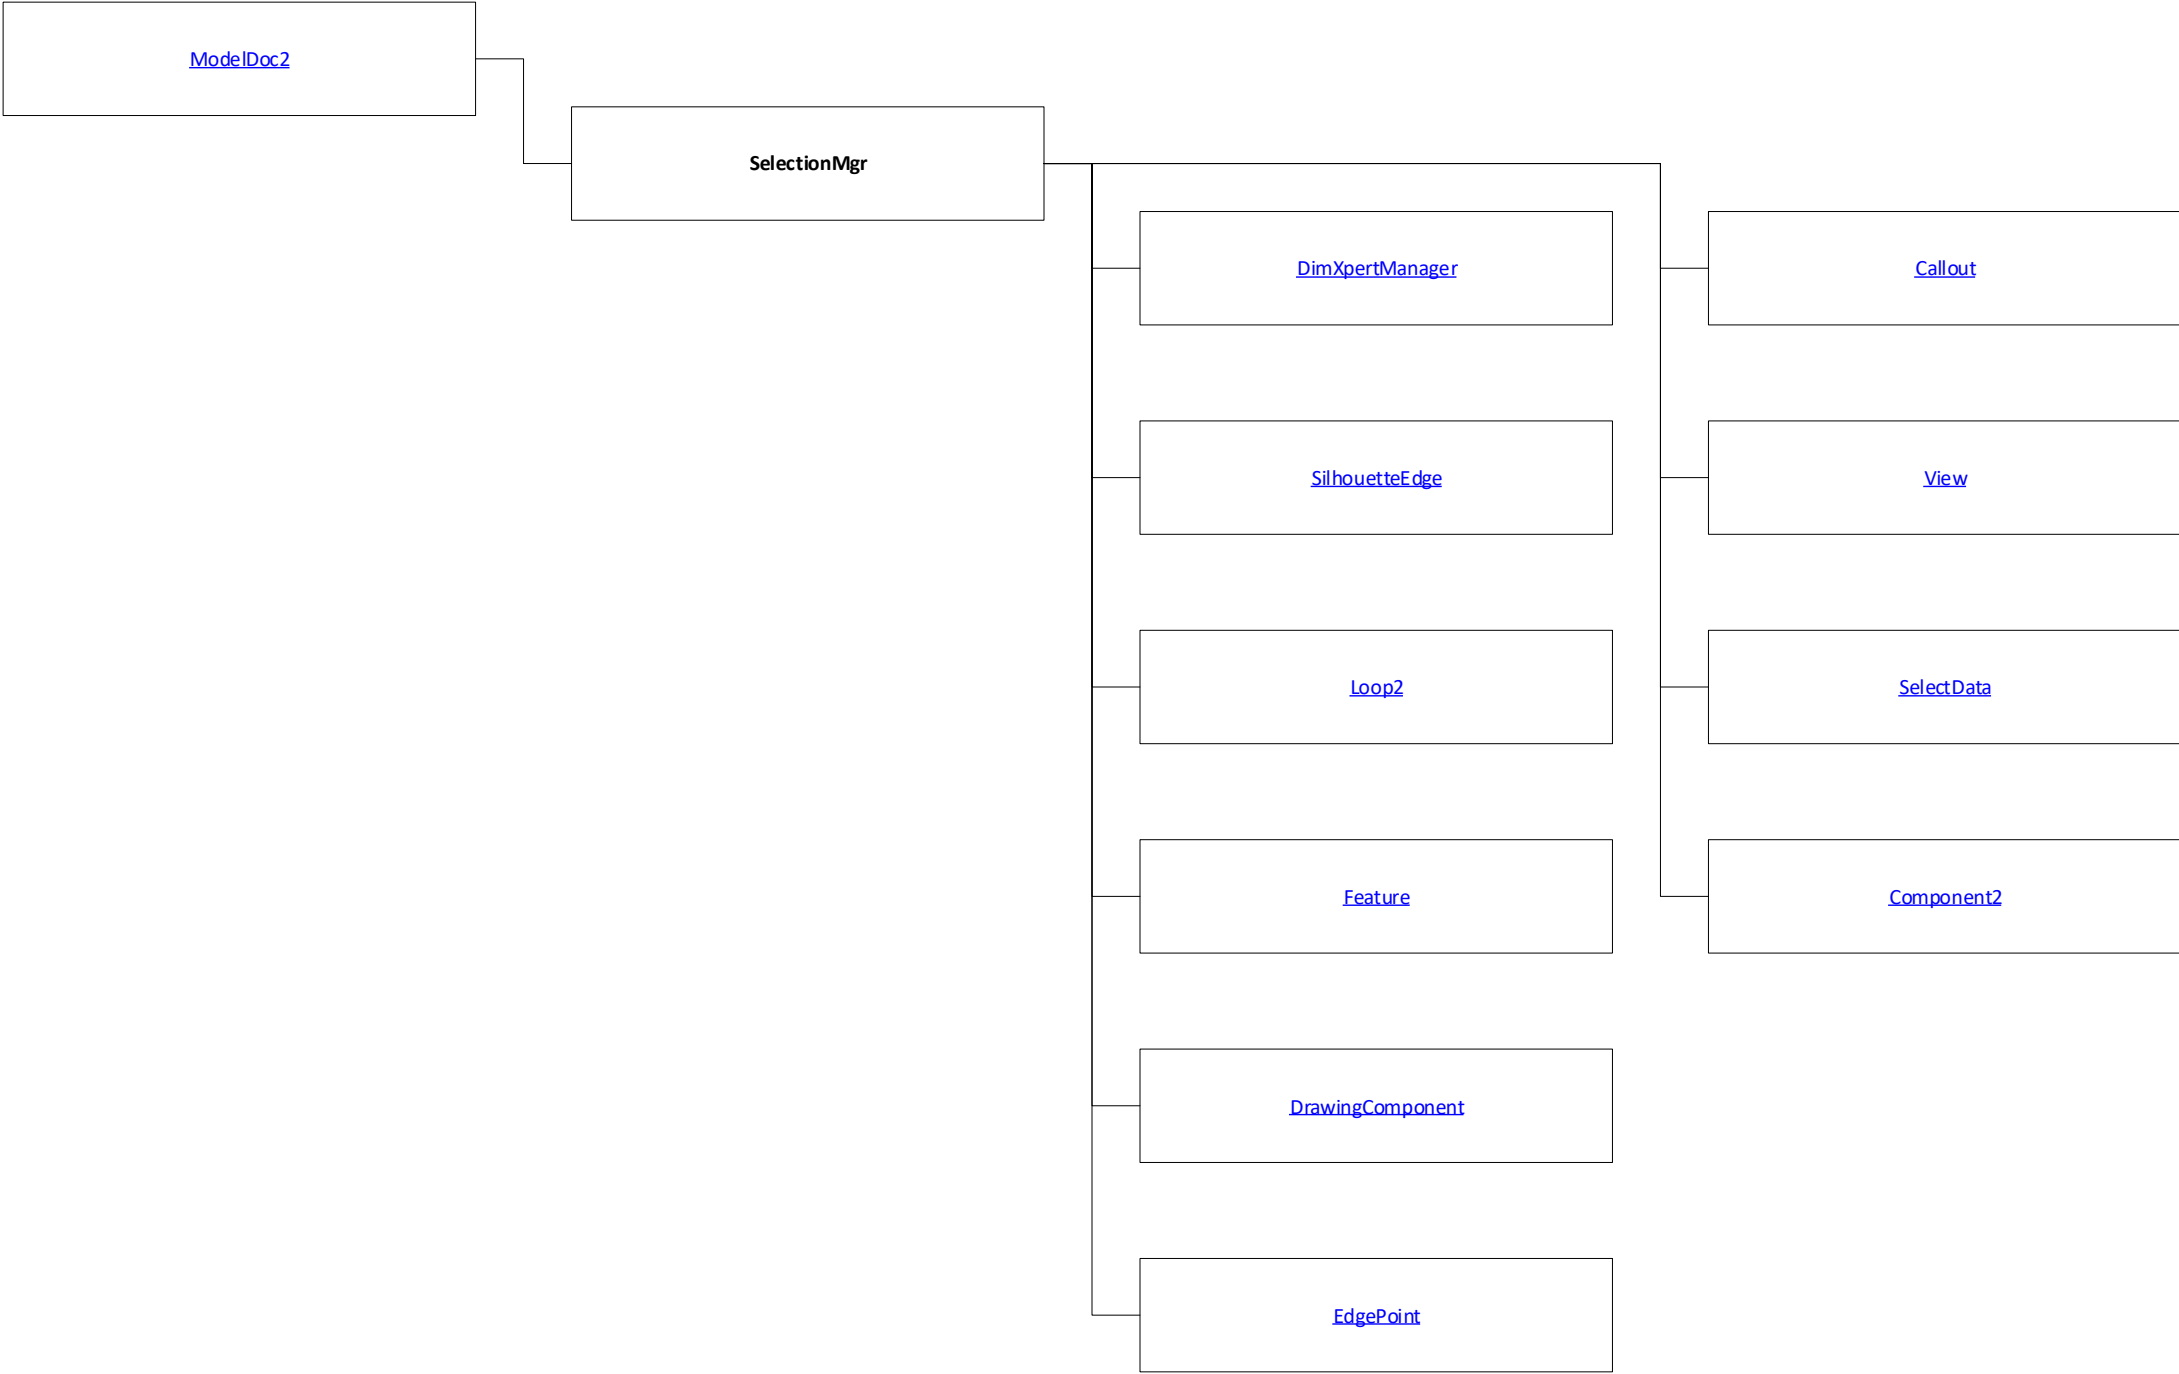 ModelDoc2
SelectionMgr
DimXpertManager
Callout
SilhouetteEdge
View
Loop2
SelectData
Feature
Component2
DrawingComponent
EdgePoint